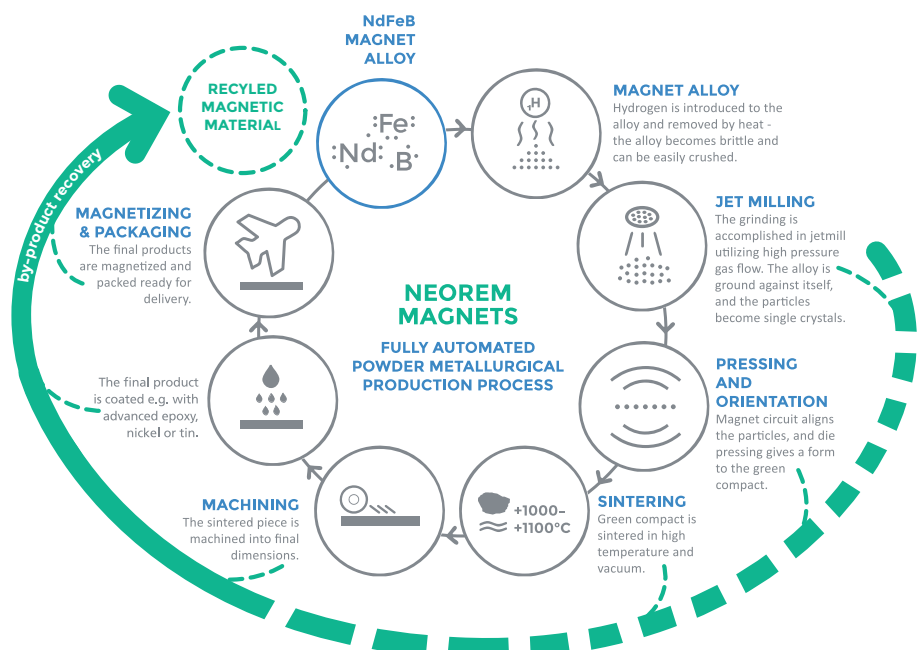 NdFeB
MAGNET
ALLOY
RECYLED
MAGNETIC
MATERIAL
Fe
Nd
B
H
MAGNET ALLOY
Hydrogen is introduced to the
alloy and removed by heat -
the alloy becomes brittle and
can be easily crushed.
JET MILLING
The grinding is
accomplished in jetmill
utilizing high pressure
gas flow. The alloy is
ground against itself,
and the particles
become single crystals.
PRESSING
AND
ORIENTATION
Magnet circuit aligns
the particles, and die
pressing gives a form
to the green
compact.
SINTERING
Green compact is
sintered in high
temperature and
vacuum.
+1000–
+1100°C
MACHINING
The sintered piece is
machined into final
dimensions.
The final product
is coated e.g. with
advanced epoxy,
nickel or tin.
MAGNETIZING
& PACKAGING
The final products
are magnetized and
packed ready for
delivery.
by-product recovery
NEOREM
MAGNETS
FULLY AUTOMATED
POWDER METALLURGICAL
PRODUCTION PROCESS